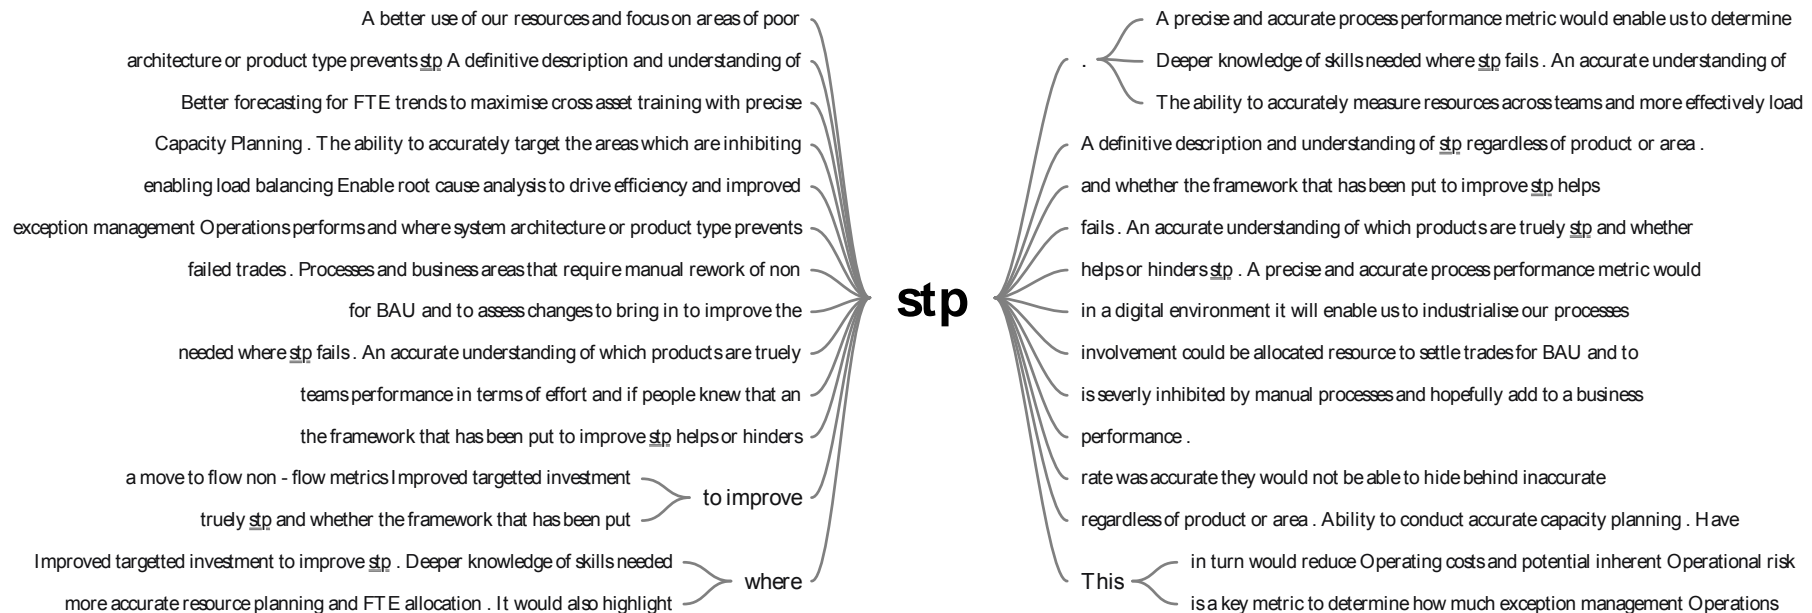 A better use of our resources and focus on areas of poor
architecture or product type prevents stp A definitive description and understanding of
Better forecasting for FTE trends to maximise cross asset training with precise
Capacity Planning . The ability to accurately target the areas which are inhibiting
enabling load balancing Enable root cause analysis to drive efficiency and improved
exception management Operations performs and where system architecture or product type prevents
failed trades . Processes and business areas that require manual rework of non
for BAU and to assess changes to bring in to improve the
needed where stp fails . An accurate understanding of which products are truely
teams performance in terms of effort and if people knew that an
the framework that has been put to improve stp helps or hinders
a move to flow non - flow metrics Improved targetted investment
truely stp and whether the framework that has been put
to improve
Improved targetted investment to improve stp . Deeper knowledge of skills needed
more accurate resource planning and FTE allocation . It would also highlight
where
stp
.
A precise and accurate process performance metric would enable us to determine
Deeper knowledge of skills needed where stp fails . An accurate understanding of
The ability to accurately measure resources across teams and more effectively load
A definitive description and understanding of stp regardless of product or area .
and whether the framework that has been put to improve stp helps
fails . An accurate understanding of which products are truely stp and whether
helps or hinders stp . A precise and accurate process performance metric would
in a digital environment it will enable us to industrialise our processes
involvement could be allocated resource to settle trades for BAU and to
is severly inhibited by manual processes and hopefully add to a business
performance .
rate was accurate they would not be able to hide behind inaccurate
regardless of product or area . Ability to conduct accurate capacity planning . Have
This
in turn would reduce Operating costs and potential inherent Operational risk
is a key metric to determine how much exception management Operations